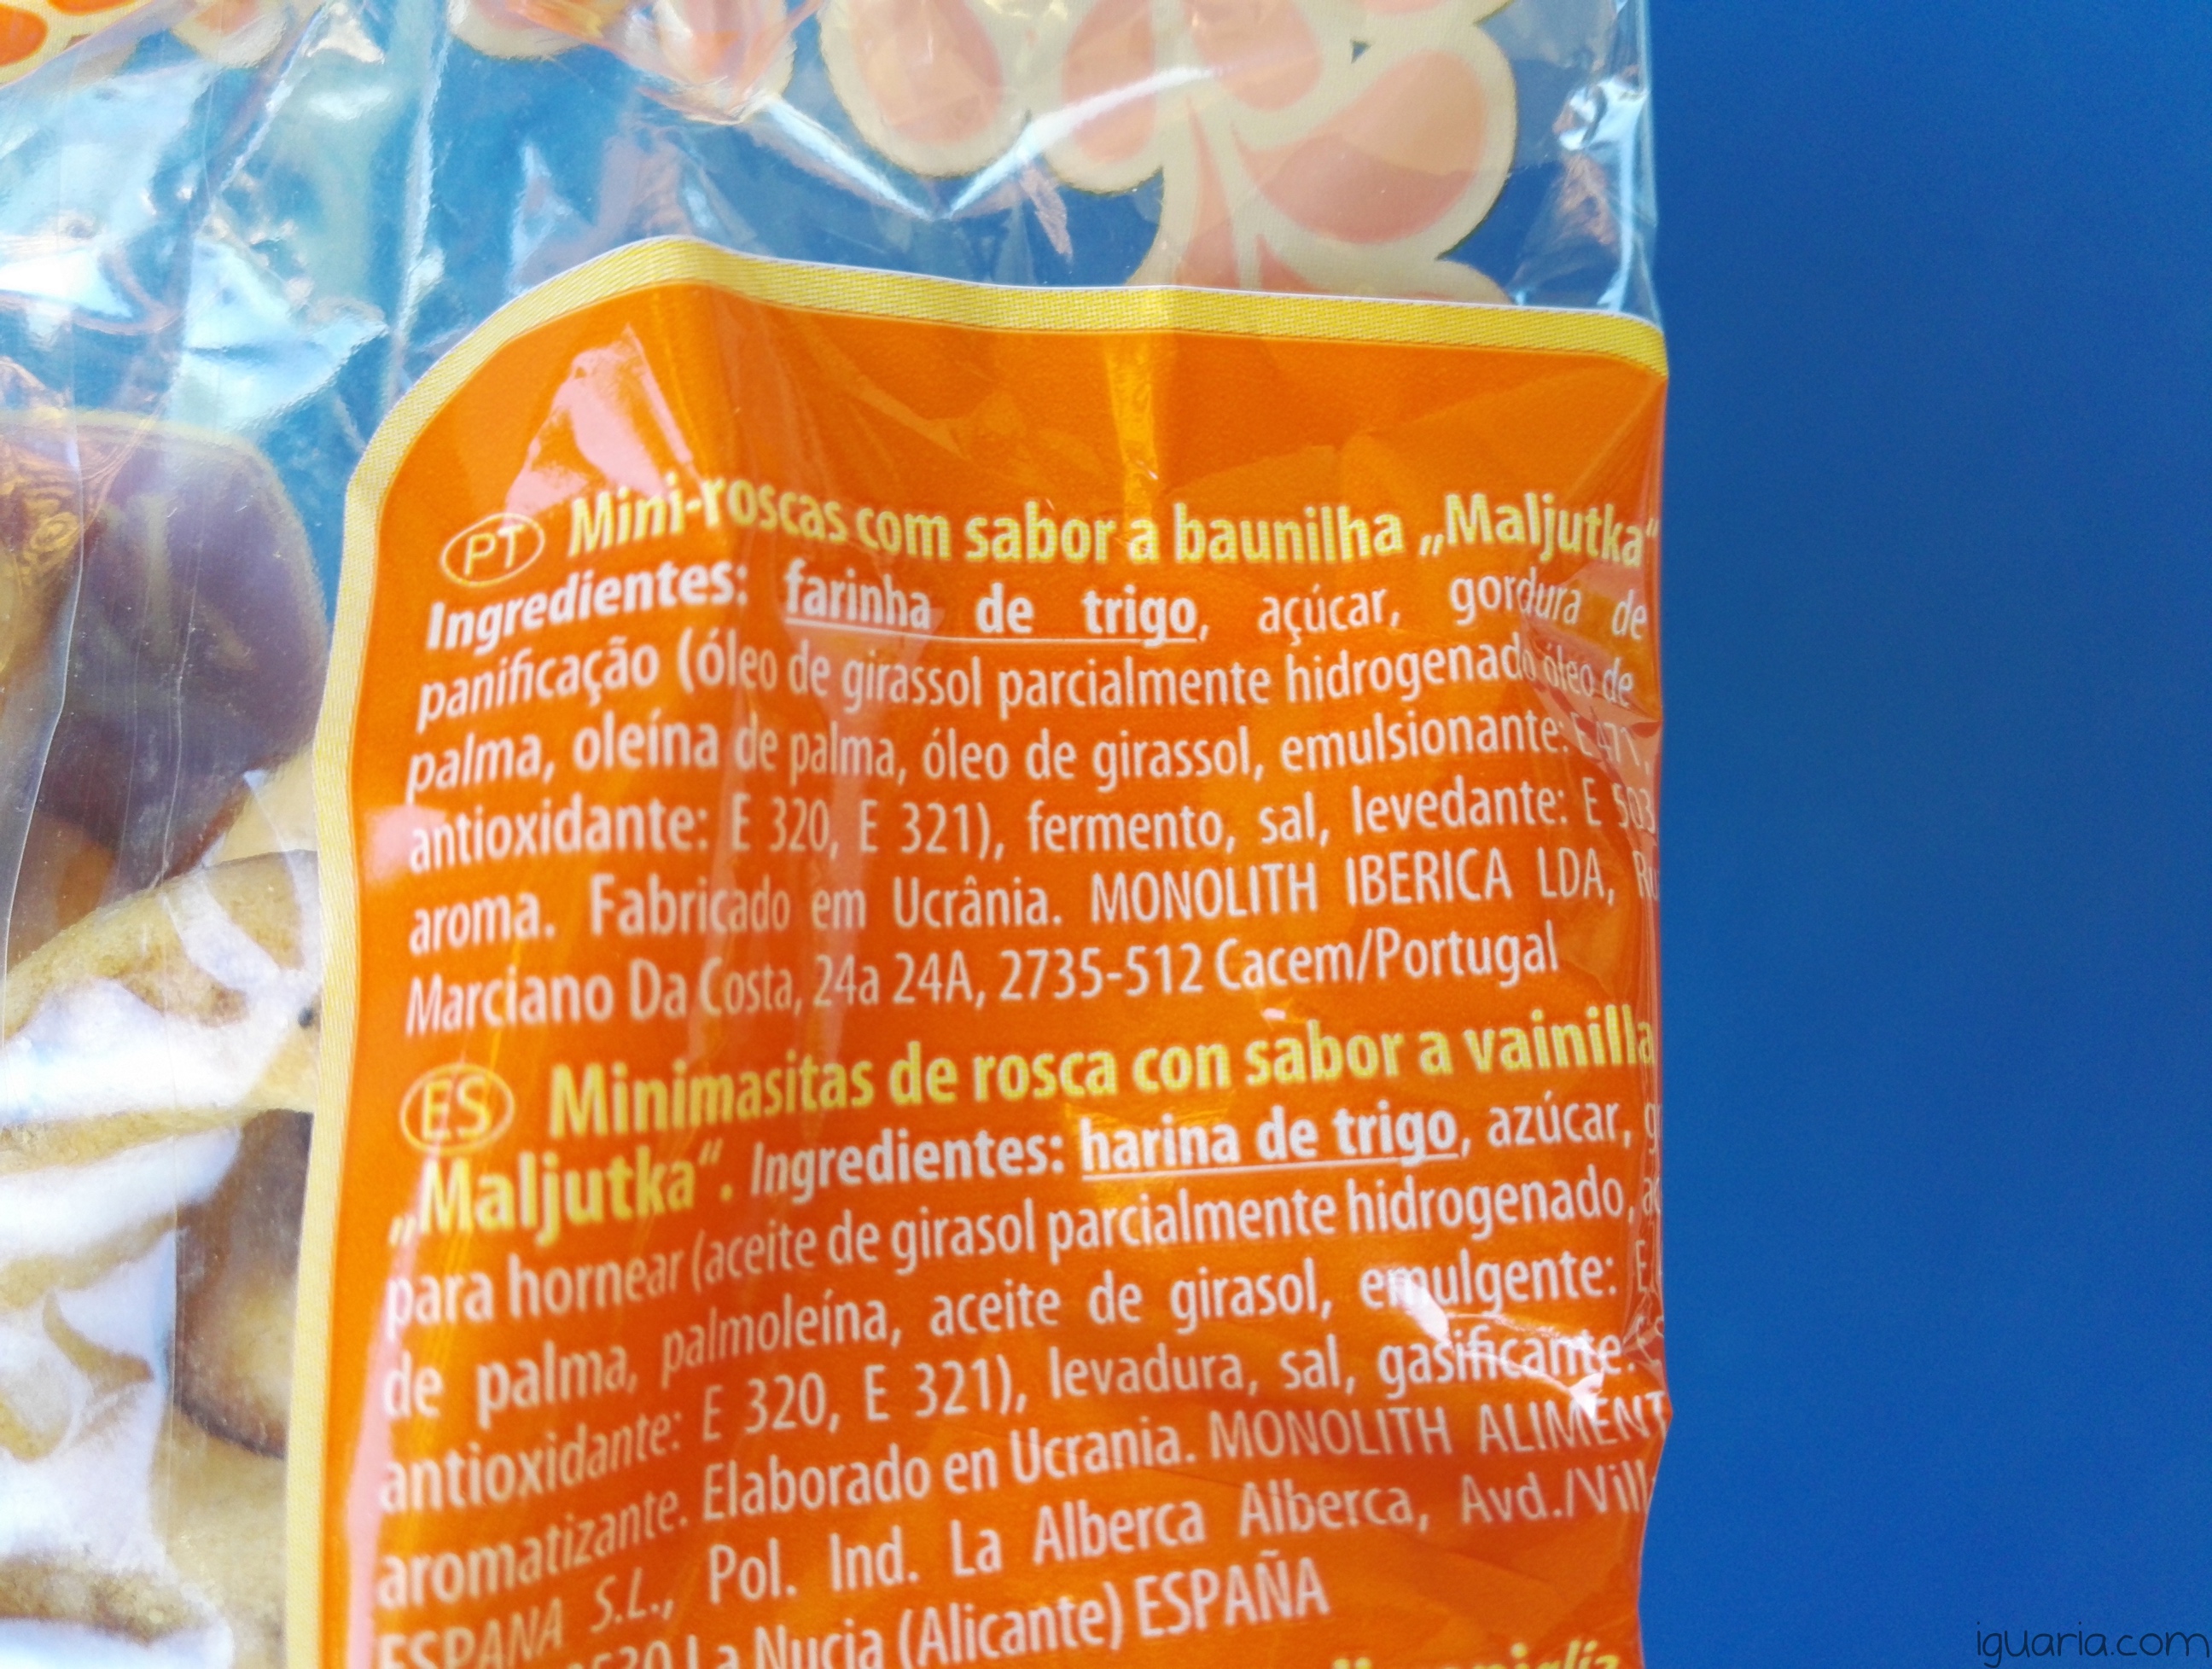 PT Mini-roscas com sabor a baunilha „Maljutka“
Ingredientes: farinha de trigo, açúcar, gordura de
panificação (óleo de girassol parcialmente hidrogenado óleo de
palma, oleína de palma, óleo de girassol, emulsionante: E 471,
antioxidante: E 320, E 321), fermento, sal, levedante: E 503
aroma. Fabricado em Ucrânia. MONOLITH IBERICA LDA,
Marciano Da Costa, 24a 24A, 2735-512 Cacem/Portugal
ES Minimasitas de rosca con sabor a vainilla
„Maljutka“. Ingredientes: harina de trigo, azúcar,
para hornear (aceite de girasol parcialmente hidrogenado,
de palma, palmoleína, aceite de girasol, emulgente: E
antioxidante: E 320, E 321), levadura, sal, gasificante:
aromatizante. Elaborado en Ucrania. MONOLITH ALIMENT
ESPANA S.L., Pol. Ind. La Alberca Alberca, Avd./Vill
La Nucia (Alicante) ESPAÑA
iguaria.com